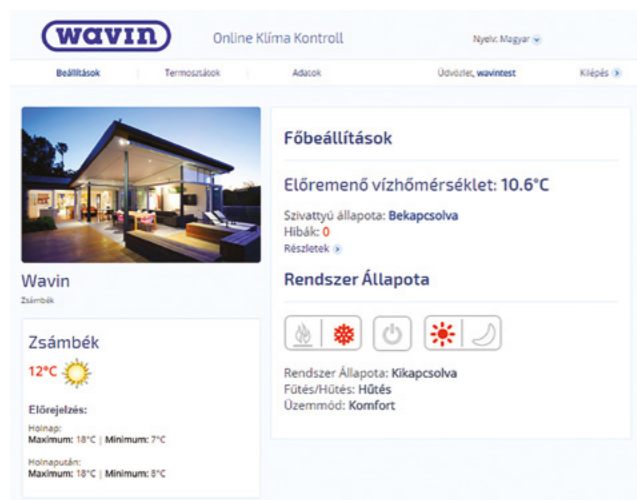 wavin
Online Klíma Kontroll
Nyelv: Magyar
Beállítások
Termosztátok
Adatok
Üdvözlet, wavintest
Kilépés
Wavin
Zsámbék
Zsámbék
12°C
Előrejelzés:
Holnap:
Maximum: 18°C | Minimum: 7°C
Holnapután:
Maximum: 18°C | Minimum: 8°C
Főbeállítások
Előremenő vízhőmérséklet: 10.6°C
Szivattyú állapota: Bekapcsolva
Hibák: 0
Részletek
Rendszer Állapota
Rendszer Állapota: Kikapcsolva
Fűtés/Hűtés: Hűtés
Üzemmód: Komfort